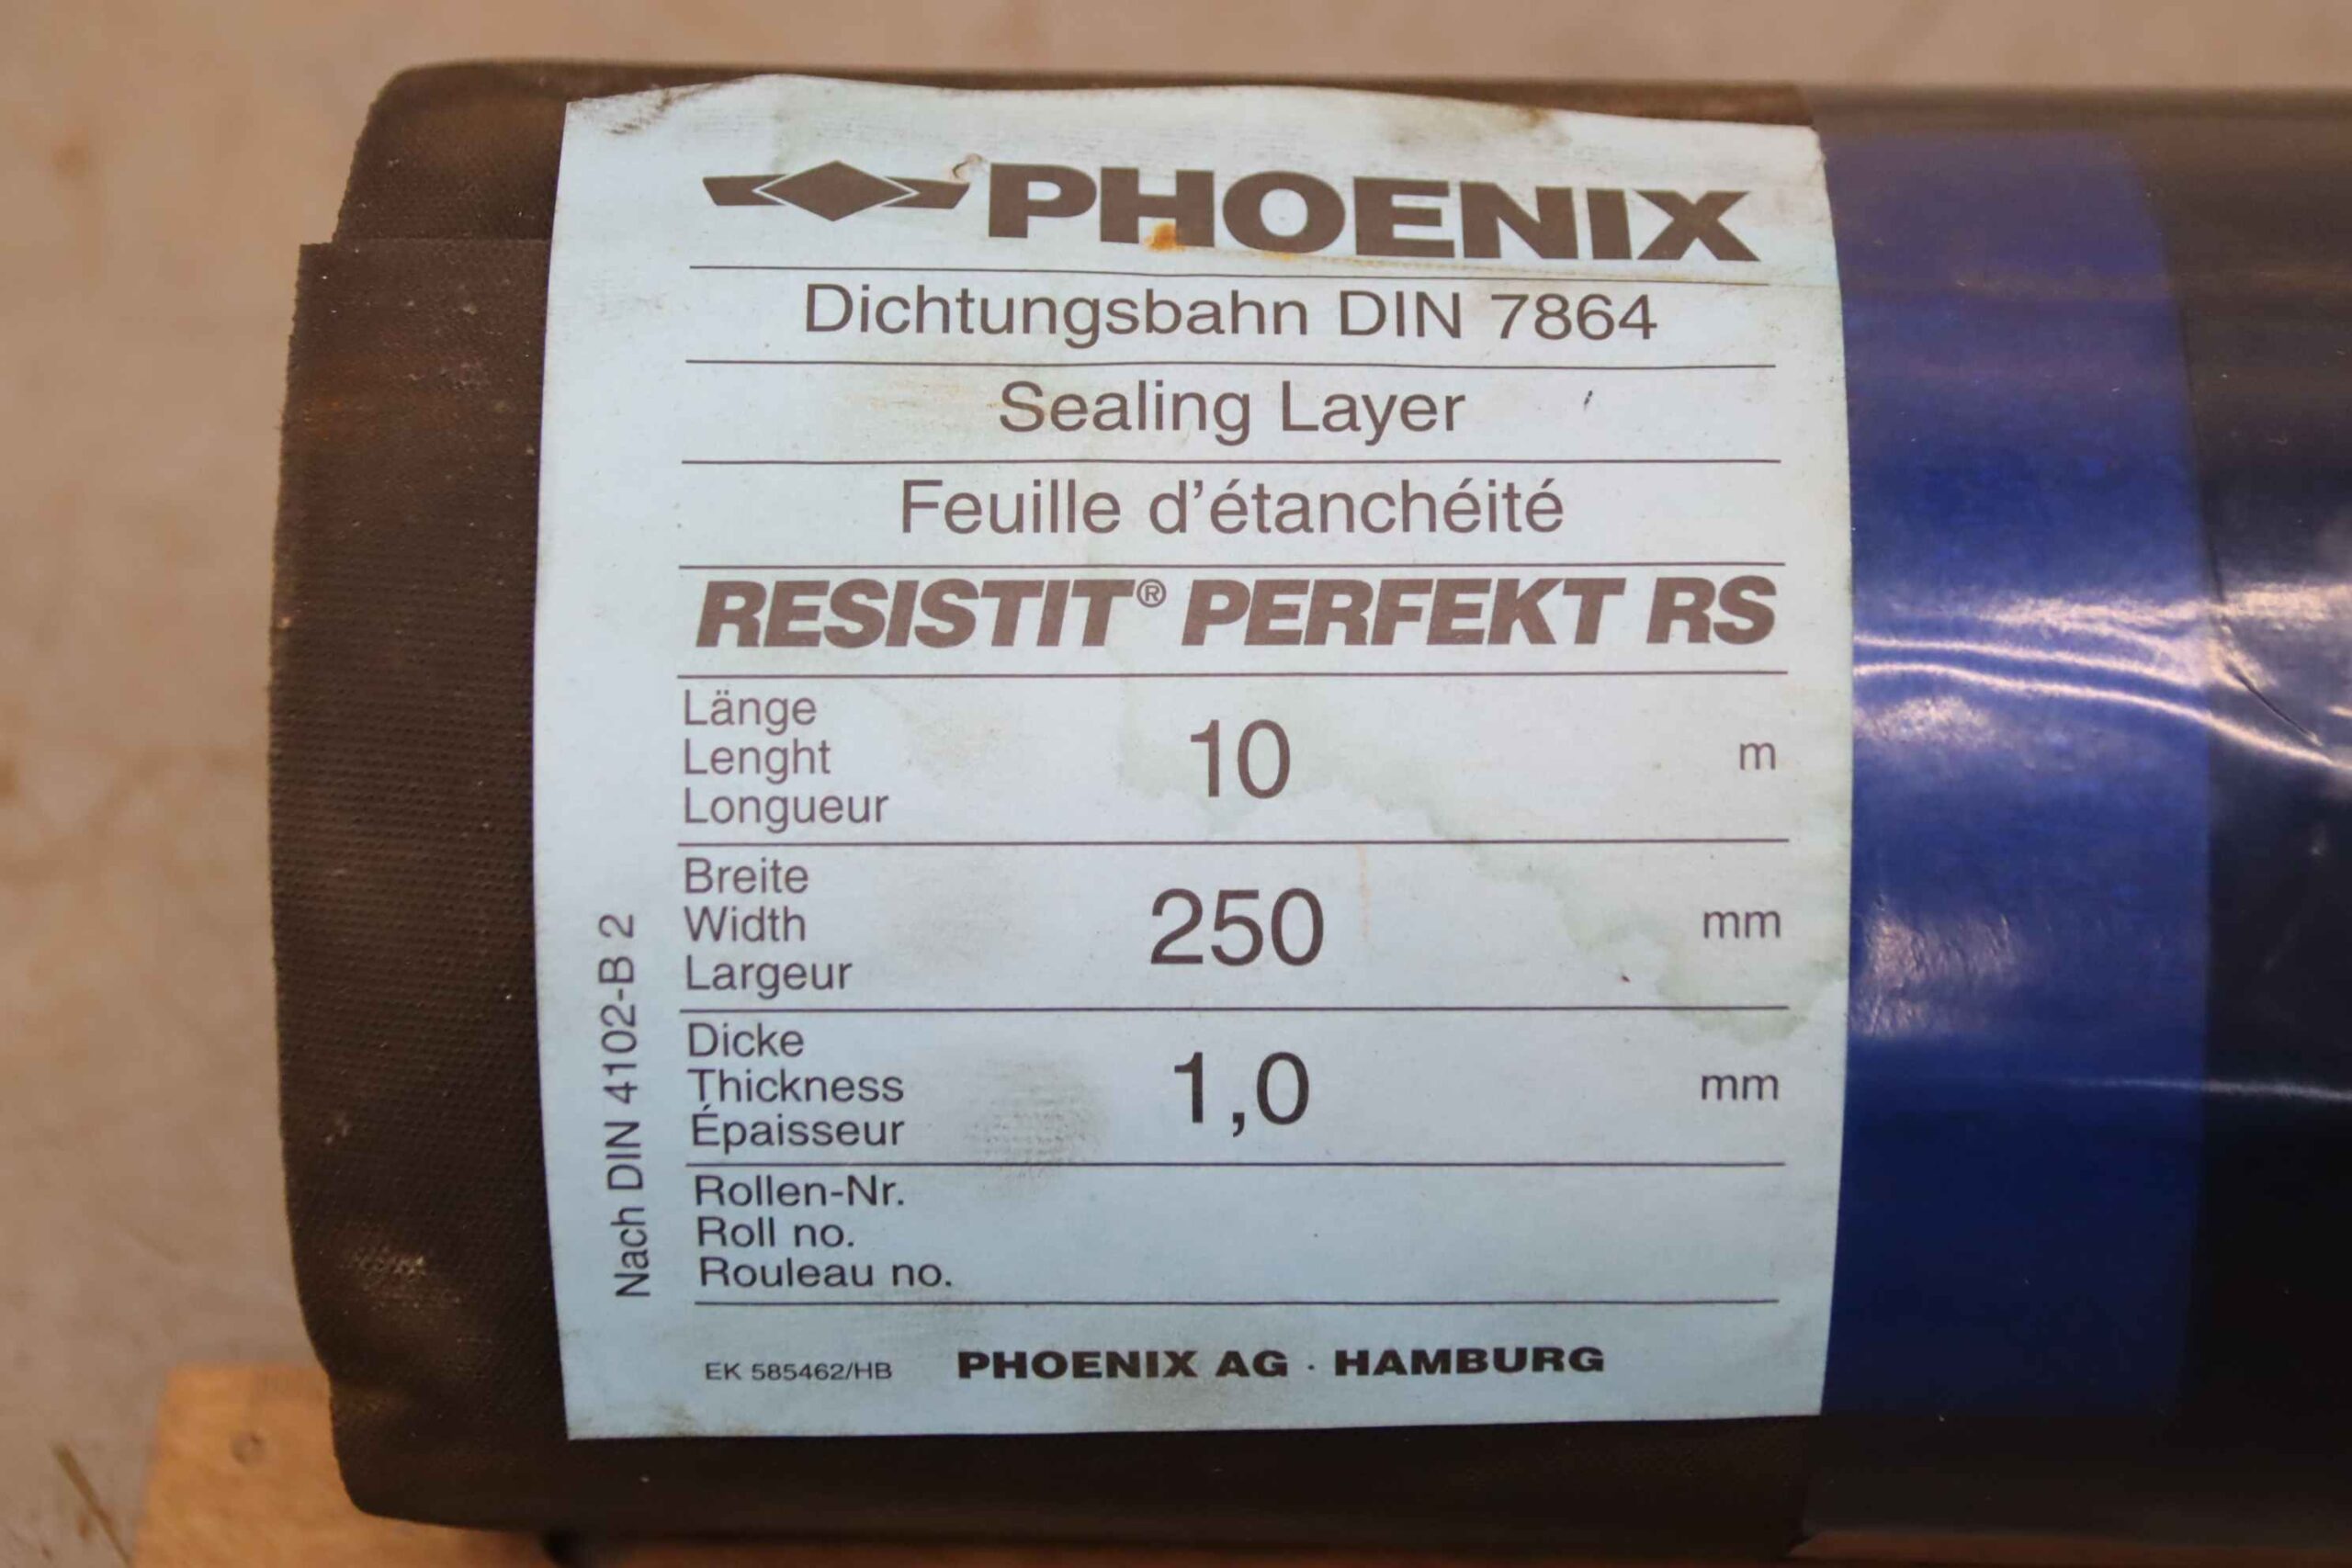 PHOENIX
Dichtungsbahn DIN 7864
Sealing Layer
Feuille d'étanchéité
RESISTIT® PERFEKT RS
Länge
Lenght
Longueur
10 m
Breite
Width
Largeur
250 mm
Dicke
Thickness
Épaisseur
1,0 mm
Rollen-Nr.
Roll no.
Rouleau no.
Nach DIN 4102-B 2
EK 585462/HB PHOENIX AG · HAMBURG